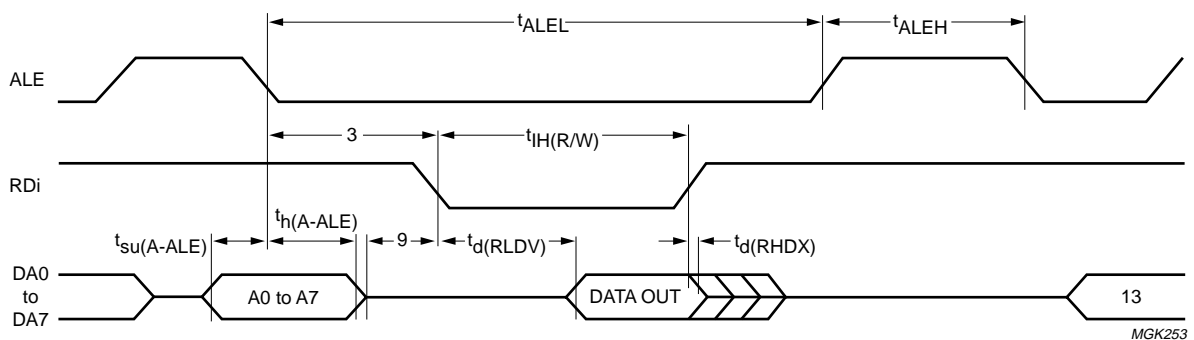 tALEL
tALEH
ALE
3
tIH(R/W)
RDi
th(A-ALE)
tsu(A-ALE)
9
td(RLDV)
td(RHDX)
DA0
to
DA7
A0 to A7
DATA OUT
13
MGK253